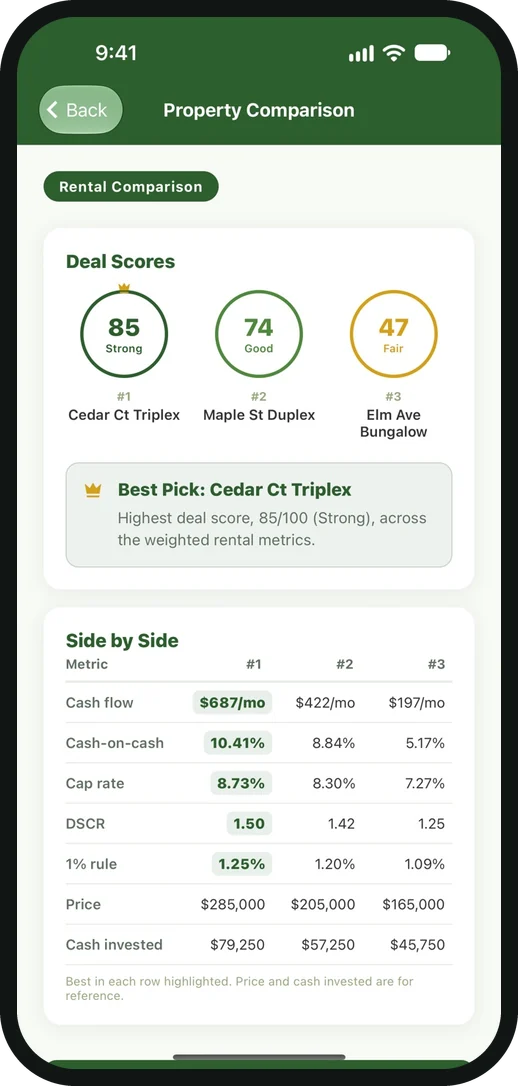 9:41
Back
Property Comparison
Rental Comparison
Deal Scores
85 74 47
Strong Good Fair
#1 #2 #3
Cedar Ct Triplex Maple St Duplex Elm Ave
Bungalow
Best Pick: Cedar Ct Triplex
Highest deal score, 85/100 (Strong), across
the weighted rental metrics.
Side by Side
Metric #1 #2 #3
Cash flow $687/mo $422/mo $197/mo
Cash-on-cash 10.41% 8.84% 5.17%
Cap rate 8.73% 8.30% 7.27%
DSCR 1.50 1.42 1.25
1% rule 1.25% 1.20% 1.09%
Price $285,000 $205,000 $165,000
Cash invested $79,250 $57,250 $45,750
Best in each row highlighted. Price and cash invested are for
reference.